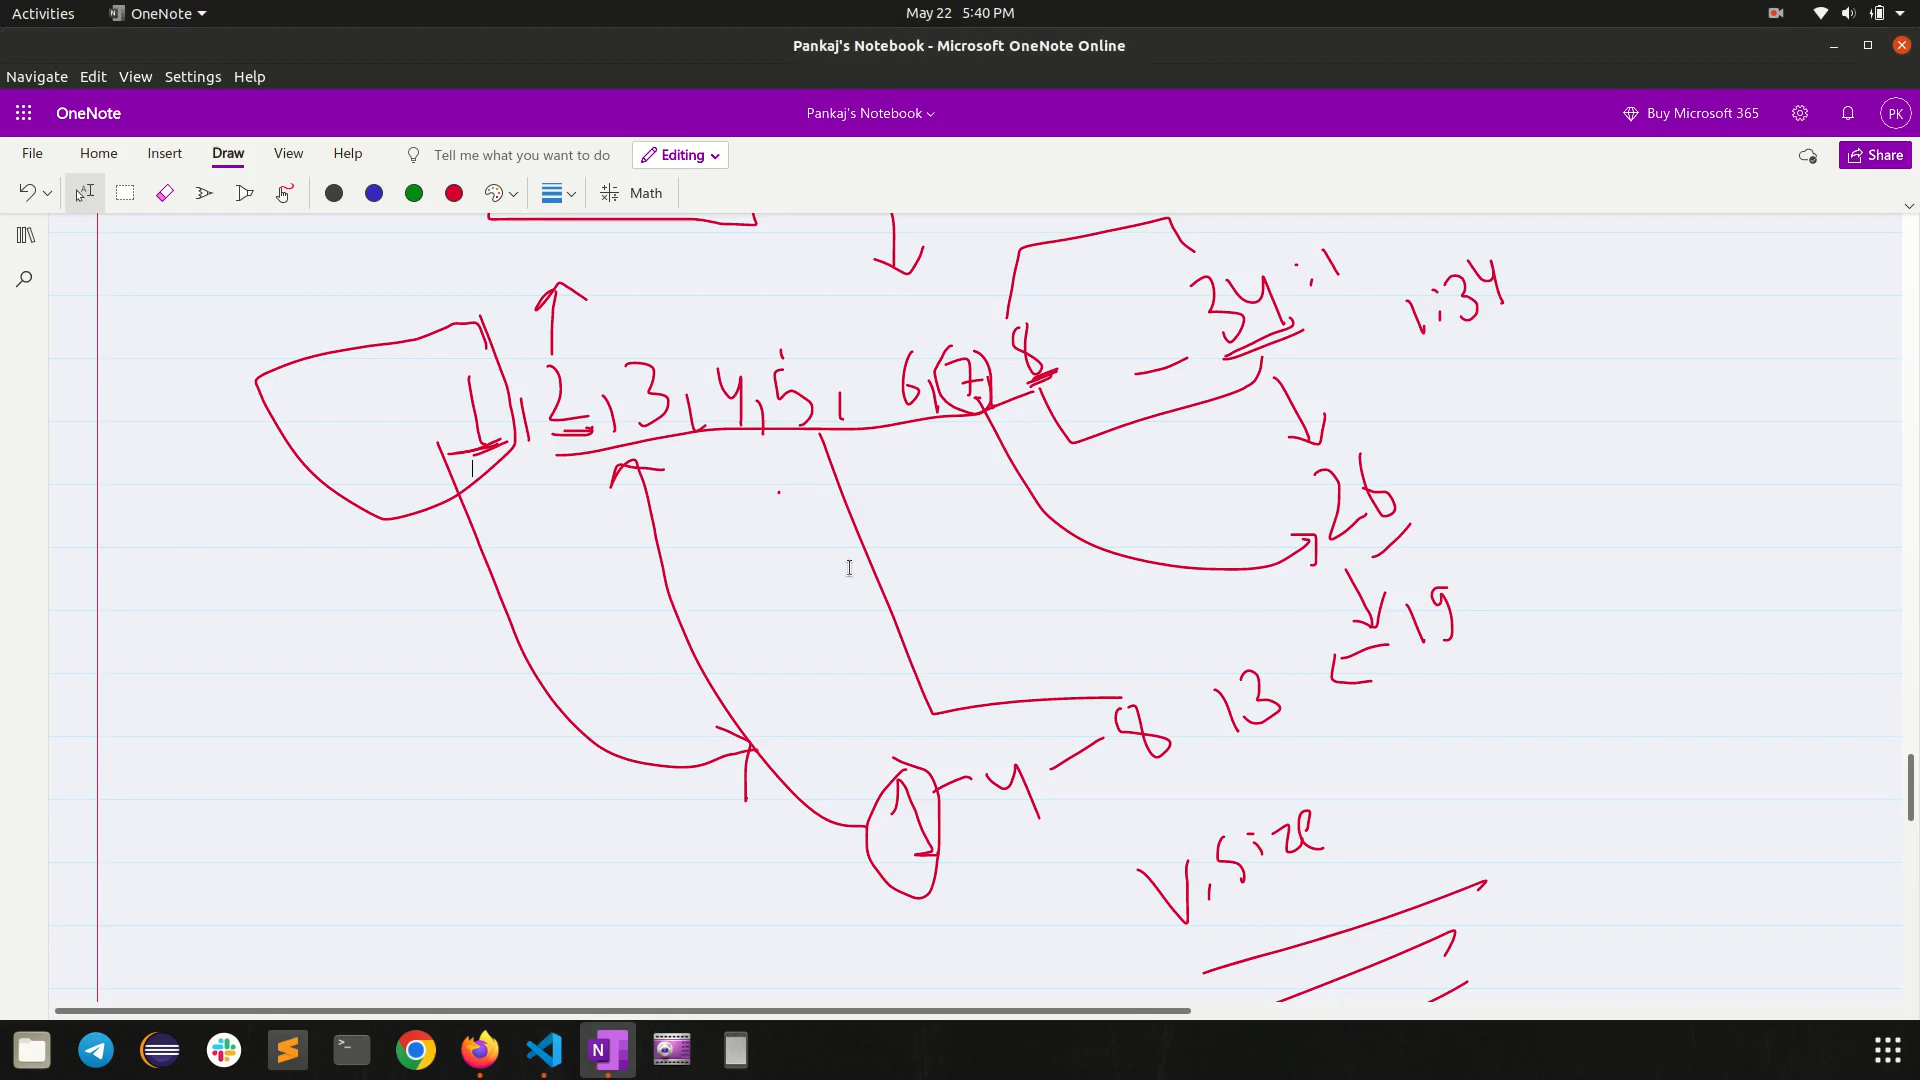 Activities OneNote May 22 5:40 PM
Pankaj's Notebook - Microsoft OneNote Online
Navigate Edit View Settings Help
OneNote Pankaj's Notebook Buy Microsoft 365 PK
File Home Insert Draw View Help Tell me what you want to do Editing Share
Math
34 : 1
1:34
1, 2, 3, 4, 5, 6, 7, 8
26
19
13
8
4
1
V.size